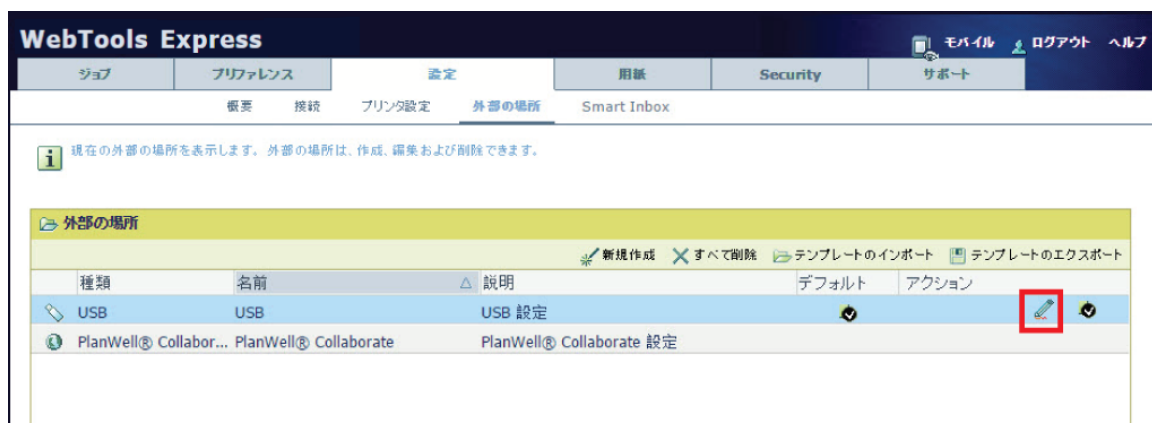 WebTools Express
モバイル ログアウト ヘルプ
ジョブ プリファレンス 設定 用紙 Security サポート
概要 接続 プリンタ設定 外部の場所 Smart Inbox
現在の外部の場所を表示します。外部の場所は、作成、編集および削除できます。
外部の場所
新規作成 すべて削除 テンプレートのインポート テンプレートのエクスポート
種類 名前 説明 デフォルト アクション
USB USB USB 設定
PlanWell® Collabor... PlanWell® Collaborate PlanWell® Collaborate 設定